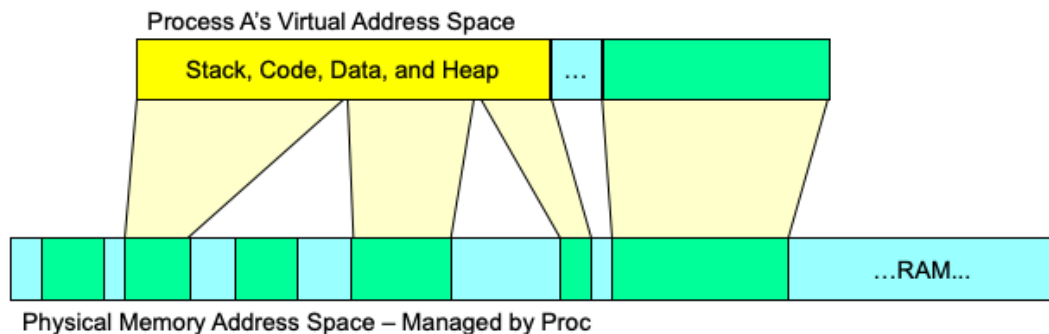 Process A's Virtual Address Space
Stack, Code, Data, and Heap
...
...RAM...
Physical Memory Address Space – Managed by Proc